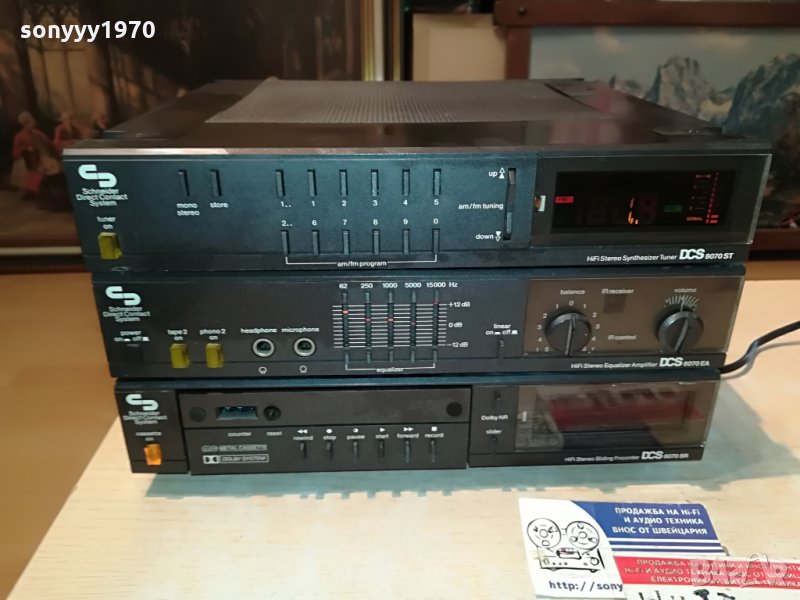 sonyyy1970
Schneider
Direct Contact
System
tuner
on
mono
stereo
store
1..
1 2 3 4 5
2..
6 7 8 9 0
am/fm program
up
am/fm tuning
down
HiFi Stereo Synthesizer Tuner DCS 8070 ST
Schneider
Direct Contact
System
power
on off
tape 2
on
phono 2
on
headphone
microphone
62 250 1000 5000 15000 Hz
+12 dB
0 dB
-12 dB
equalizer
linear
on off
balance
IR receiver
volume
IR control
HiFi Stereo Equalizer Amplifier DCS 8070 EA
Schneider
Direct Contact
System
cassette
on
counter
reset
METAL CASSETTE
DOLBY SYSTEM
rewind stop pause start forward record
Dolby NR
slider
HiFi Stereo Sliding Recorder DCS 8070 SR
ПРОДАЖБА НА Hi-Fi
И АУДИО ТЕХНИКА
ВНОС ОТ ШВЕЙЦАРИЯ
http://sony
ПРОДАЖБА НА